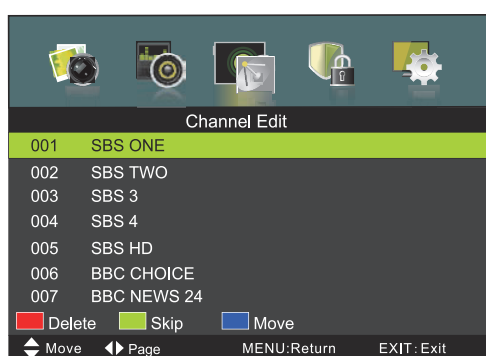 Channel Edit
001 SBS ONE
002 SBS TWO
003 SBS 3
004 SBS 4
005 SBS HD
006 BBC CHOICE
007 BBC NEWS 24
Delete Skip Move
Move Page MENU:Return EXIT:Exit